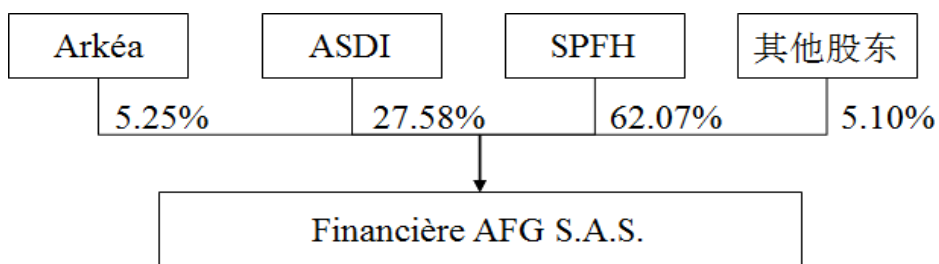 Arkéa ASDI SPFH 其他股东
5.25% 27.58% 62.07% 5.10%
Financière AFG S.A.S.